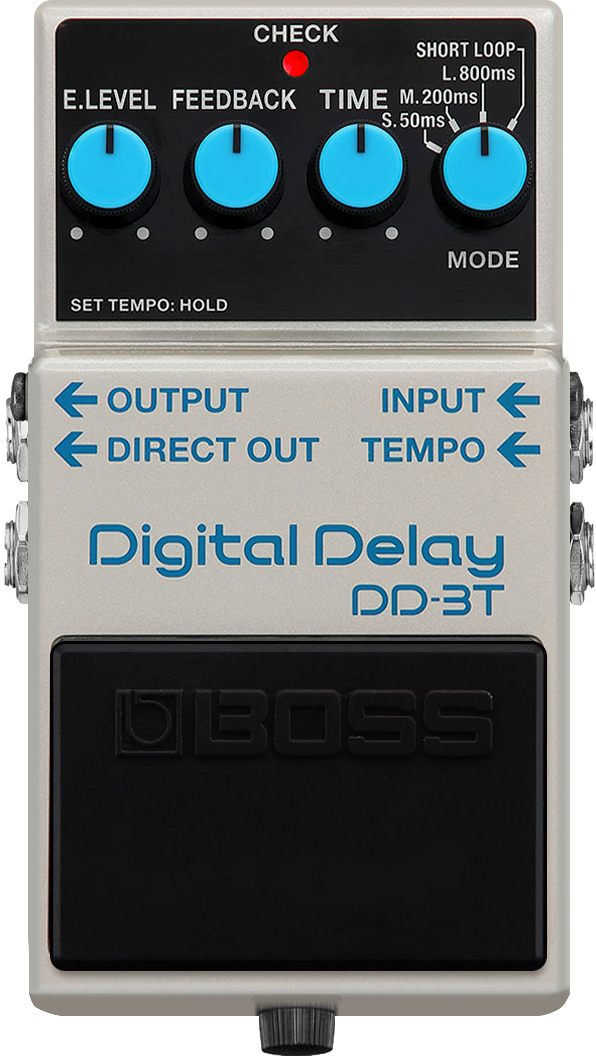 CHECK
SHORT LOOP
L.800ms
E.LEVEL FEEDBACK TIME M.200ms
S.50ms
MODE
SET TEMPO: HOLD
OUTPUT INPUT
DIRECT OUT TEMPO
Digital Delay
DD-3T
BOSS